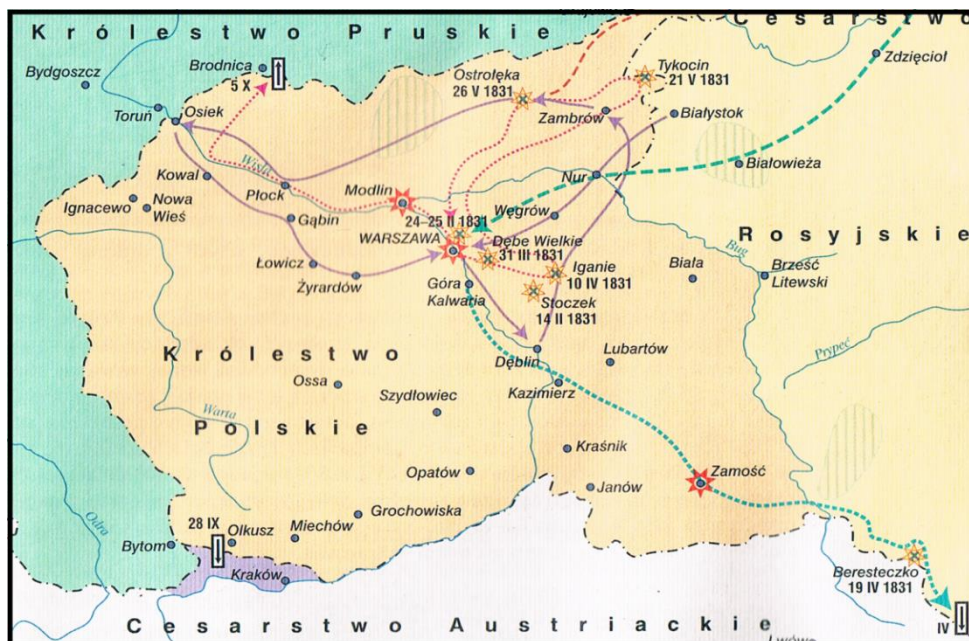 Królestwo Pruskie
Cesarstwo
Bydgoszcz
Brodnica
5 X
Ostrołęka
26 V 1831
Tykocin
21 V 1831
Zdzięcioł
Toruń
Osiek
Zambrów
Białystok
Białowieża
Kowal
Wisła
Płock
Modlin
Nur
Ignacewo
Nowa
Wieś
Gąbin
24–25 II 1831
WARSZAWA
Węgrów
Rosyjskie
Dębe Wielkie
31 III 1831
Bug
Łowicz
Żyrardów
Góra
Kalwaria
Iganie
10 IV 1831
Biała
Brześć
Litewski
Stoczek
14 II 1831
Prypeć
Królestwo
Polskie
Dęblin
Lubartów
Ossa
Kazimierz
Szydłowiec
Warta
Kraśnik
Opatów
Janów
Zamość
Odra
Grochowiska
28 IX
Olkusz
Miechów
Bytom
Kraków
Beresteczko
19 IV 1831
IV
Cesarstwo Austriackie